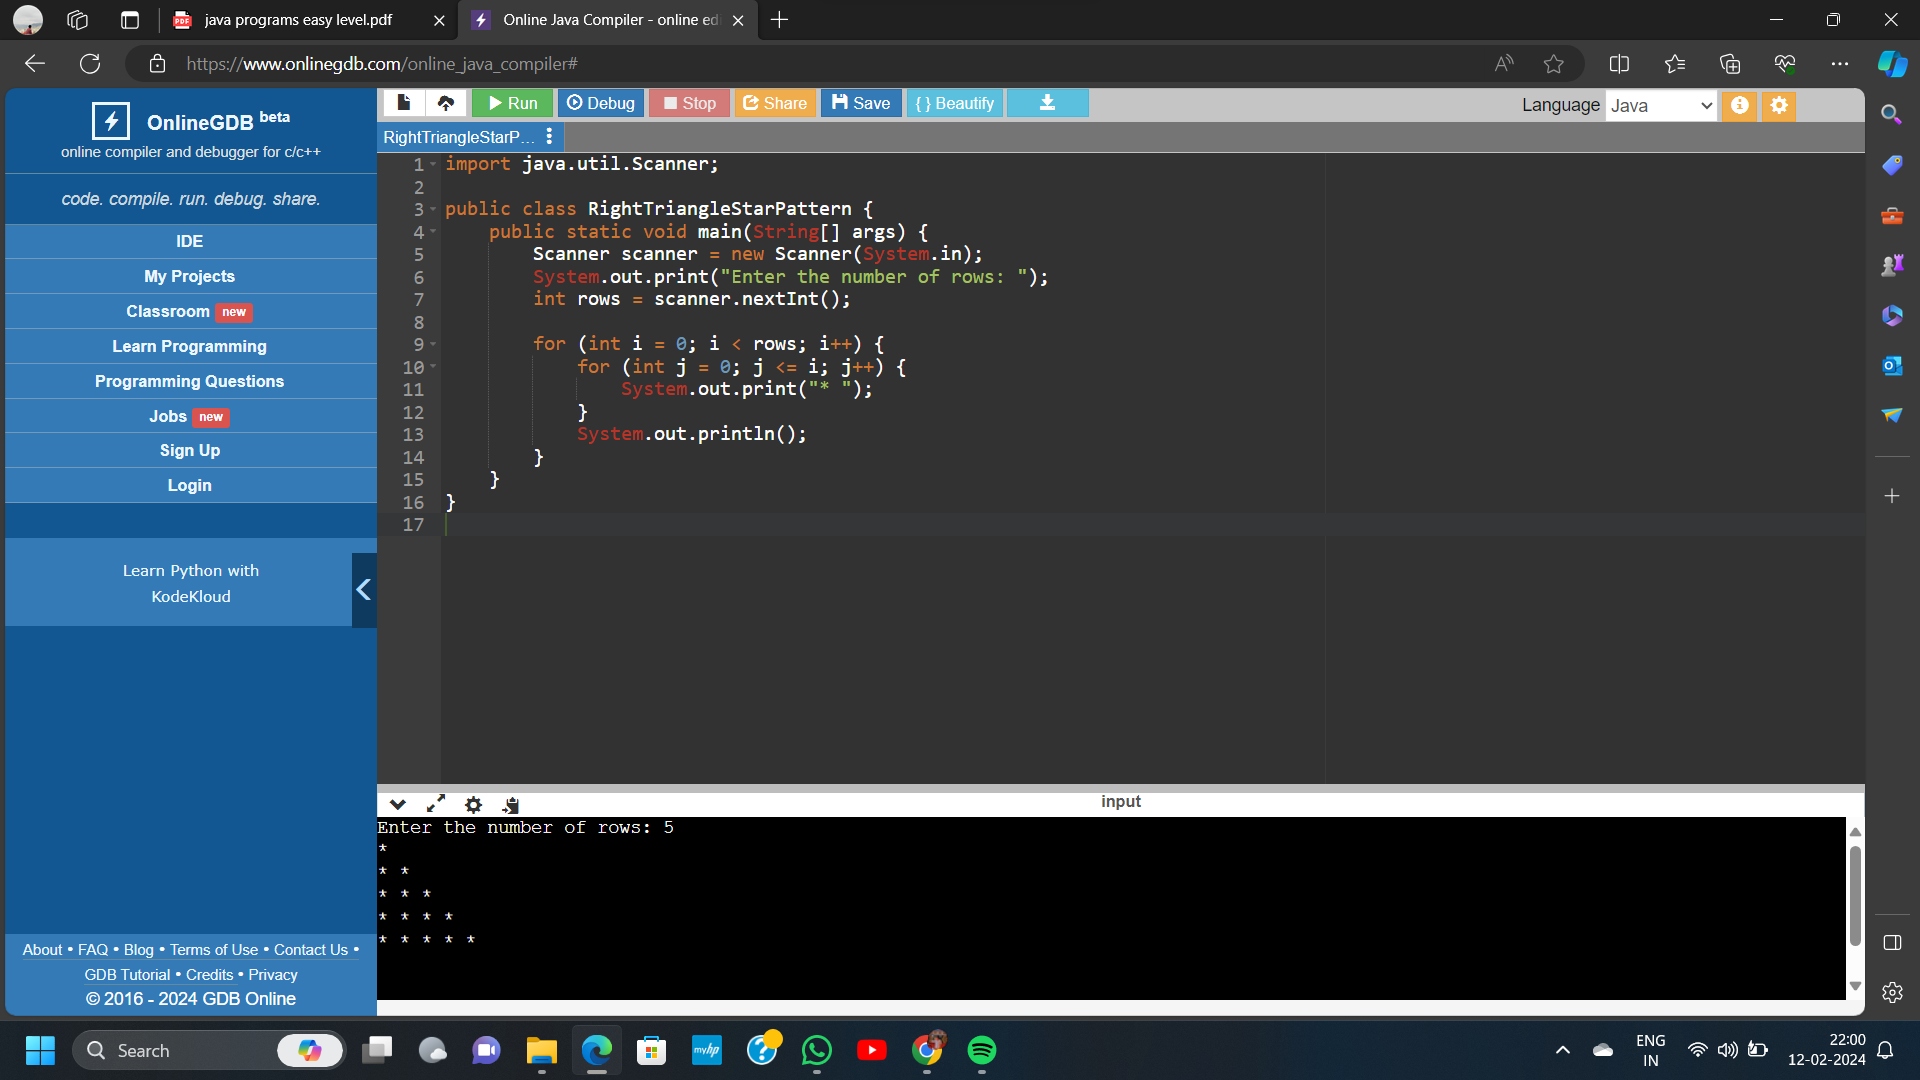 java programs easy level.pdf
Online Java Compiler - online ed
https://www.onlinegdb.com/online_java_compiler#
OnlineGDB beta
online compiler and debugger for c/c++
code. compile. run. debug. share.
IDE
My Projects
Classroom new
Learn Programming
Programming Questions
Jobs new
Sign Up
Login
Learn Python with
KodeKloud
About • FAQ • Blog • Terms of Use • Contact Us •
GDB Tutorial • Credits • Privacy
© 2016 - 2024 GDB Online
Run Debug Stop Share Save { } Beautify
Language Java
RightTriangleStarP...
1 import java.util.Scanner;
2
3 public class RightTriangleStarPattern {
4     public static void main(String[] args) {
5         Scanner scanner = new Scanner(System.in);
6         System.out.print("Enter the number of rows: ");
7         int rows = scanner.nextInt();
8
9         for (int i = 0; i < rows; i++) {
10             for (int j = 0; j <= i; j++) {
11                 System.out.print("* ");
12             }
13             System.out.println();
14         }
15     }
16 }
17
input
Enter the number of rows: 5
*
* *
* * *
* * * *
* * * * *
Search
myhp
ENG
IN
22:00
12-02-2024